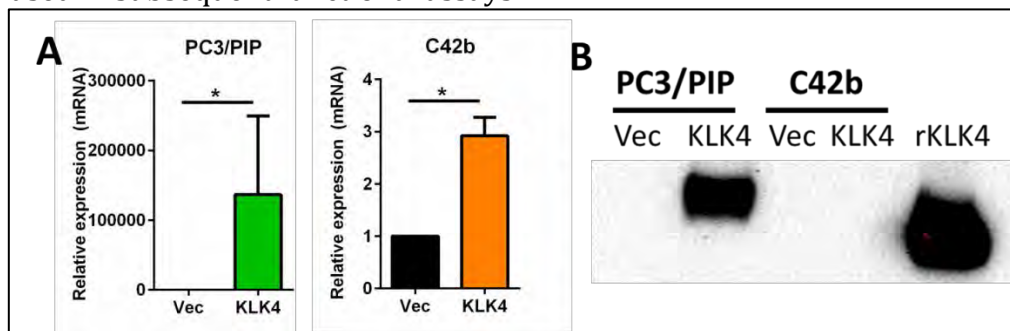 A
PC3/PIP
Relative expression (mRNA)
300000
200000
100000
0
*
Vec KLK4
C42b
Relative expression (mRNA)
4
3
2
1
0
*
Vec KLK4
B
PC3/PIP C42b
Vec KLK4 Vec KLK4 rKLK4